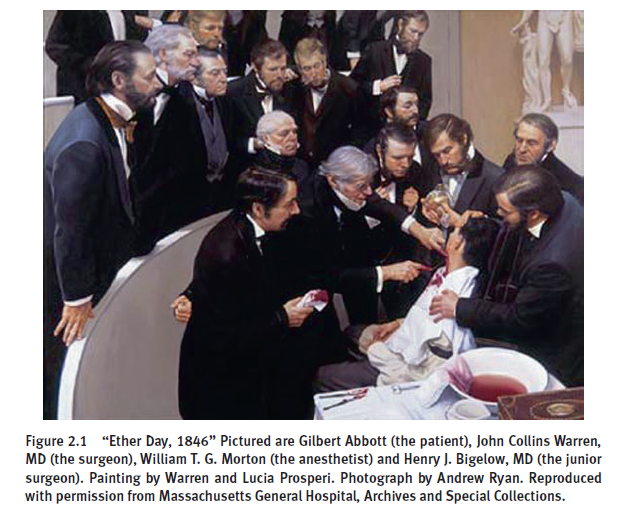 Figure 2.1 “Ether Day, 1846” Pictured are Gilbert Abbott (the patient), John Collins Warren,
MD (the surgeon), William T. G. Morton (the anesthetist) and Henry J. Bigelow, MD (the junior
surgeon). Painting by Warren and Lucia Prosperi. Photograph by Andrew Ryan. Reproduced
with permission from Massachusetts General Hospital, Archives and Special Collections.